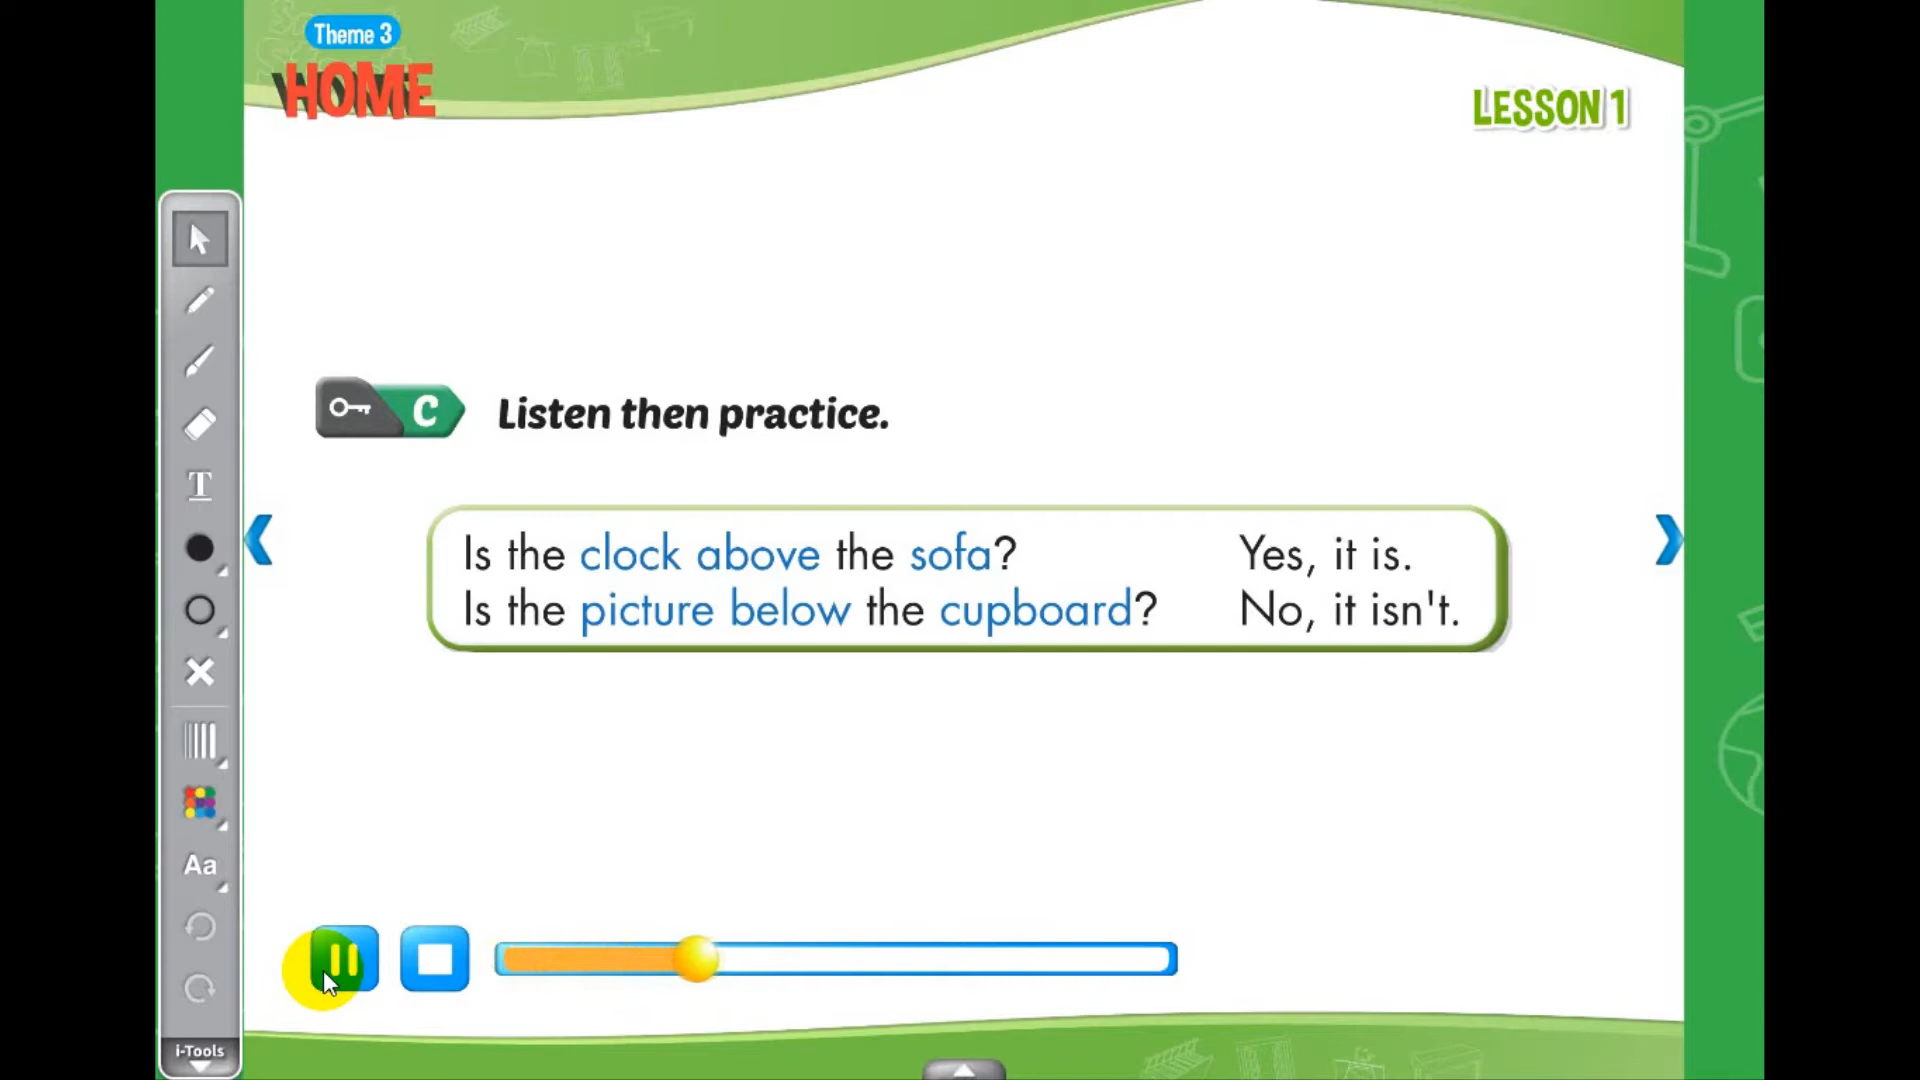 Theme 3
HOME
LESSON 1
C Listen then practice.
Is the clock above the sofa? Yes, it is.
Is the picture below the cupboard? No, it isn't.
T
Aa
i-Tools